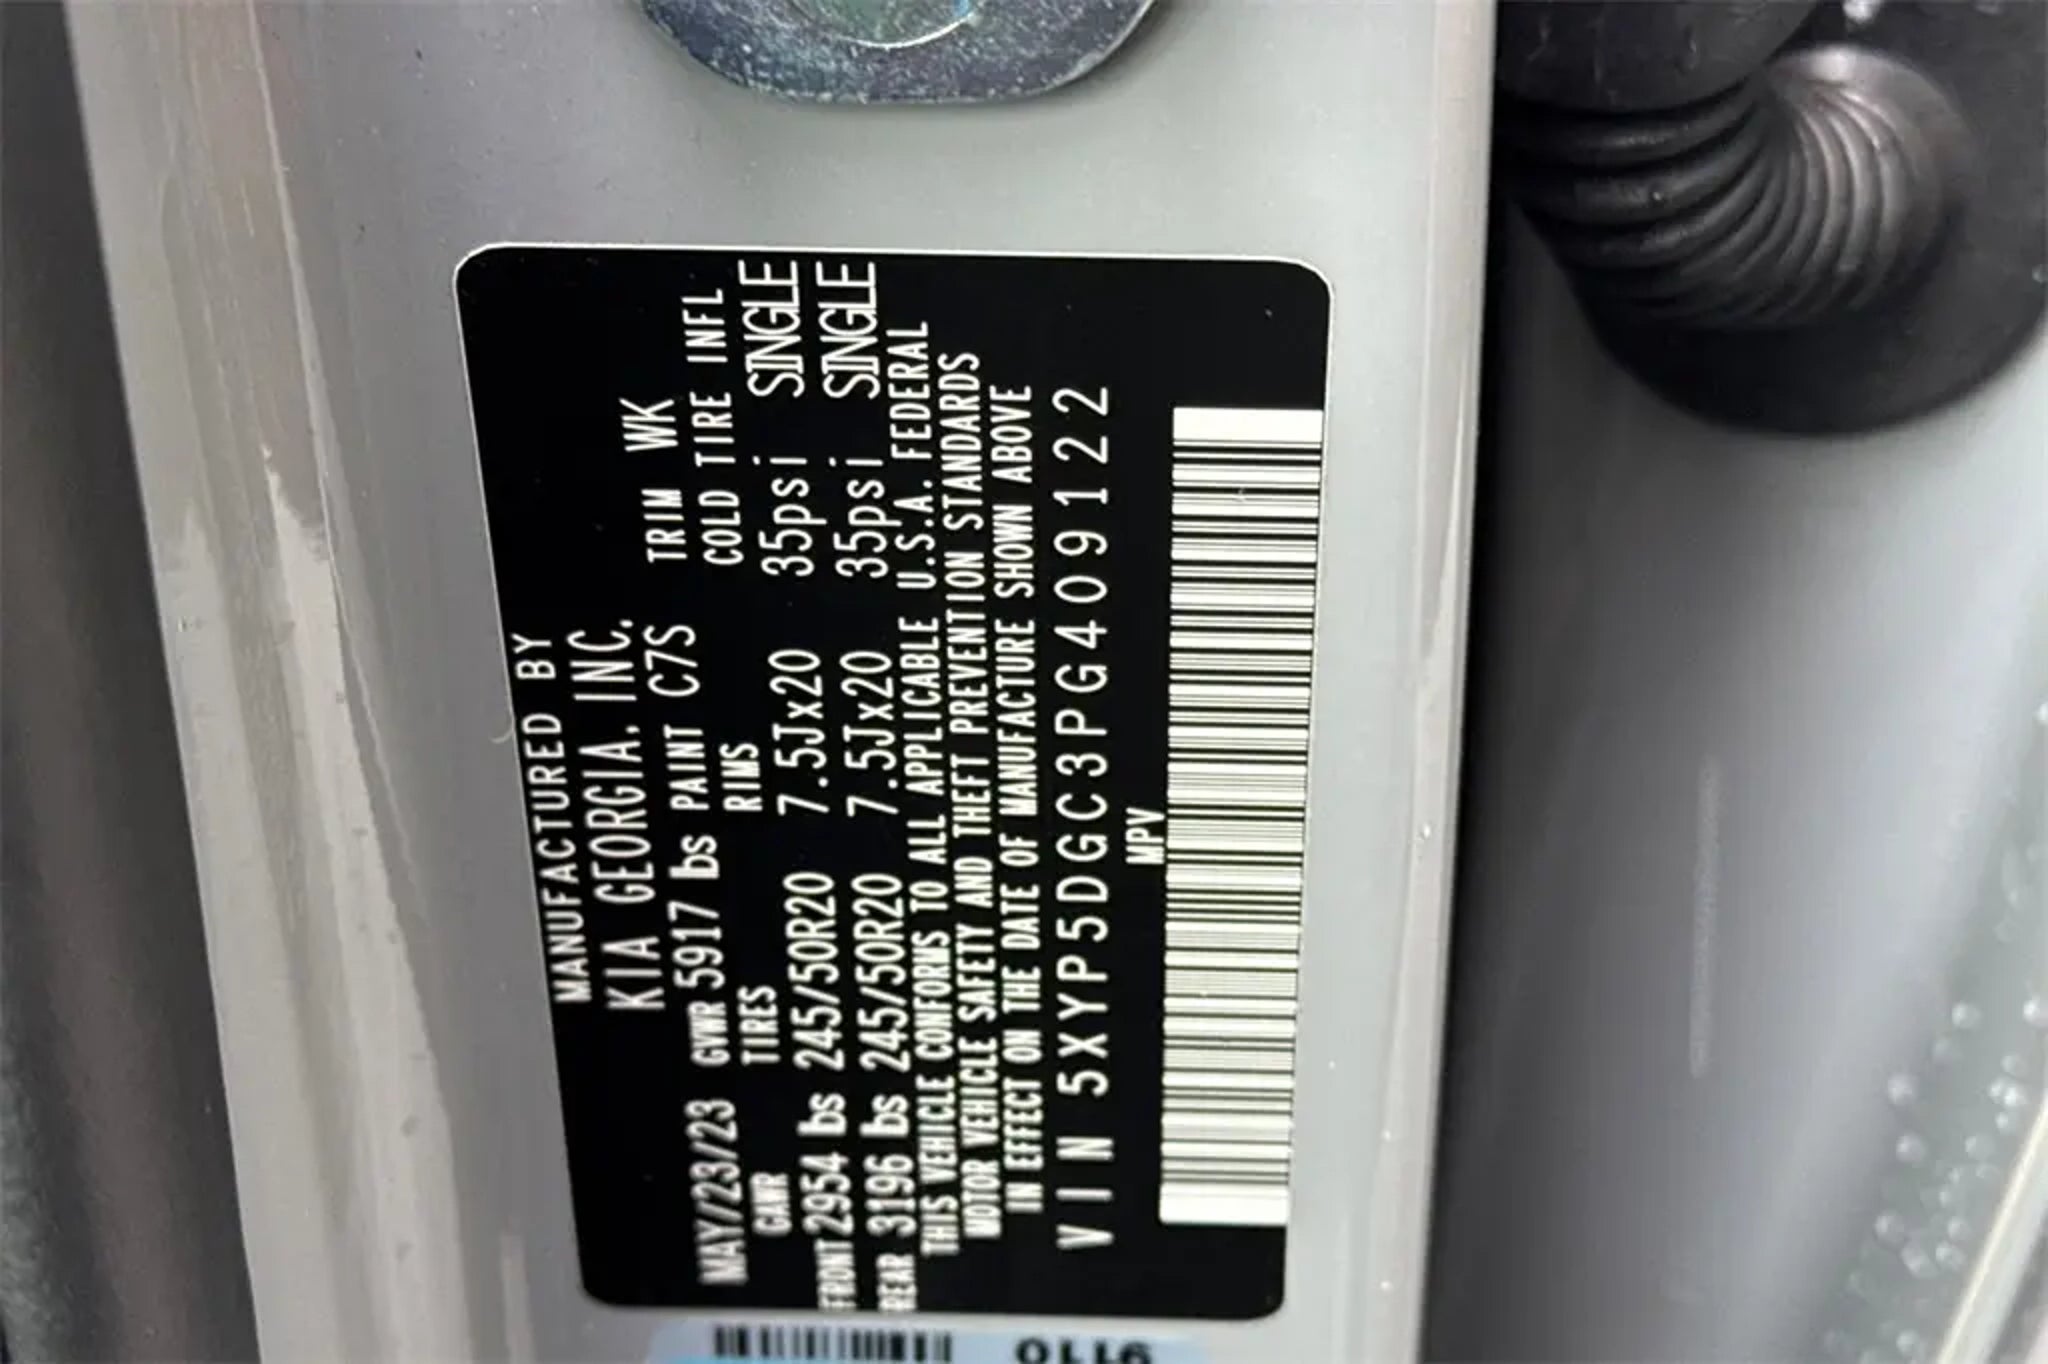 MANUFACTURED BY
KIA GEORGIA. INC.
MAY/23/23 GVWR 5917 lbs PAINT C7S TRIM WK
GAWR TIRES RIMS COLD TIRE INFL
FRONT 2954 lbs 245/50R20 7.5Jx20 35psi SINGLE
REAR 3196 lbs 245/50R20 7.5Jx20 35psi SINGLE
THIS VEHICLE CONFORMS TO ALL APPLICABLE U.S.A. FEDERAL
MOTOR VEHICLE SAFETY AND THEFT PREVENTION STANDARDS
IN EFFECT ON THE DATE OF MANUFACTURE SHOWN ABOVE
VIN 5XYP5DGC3PG409122
MPV